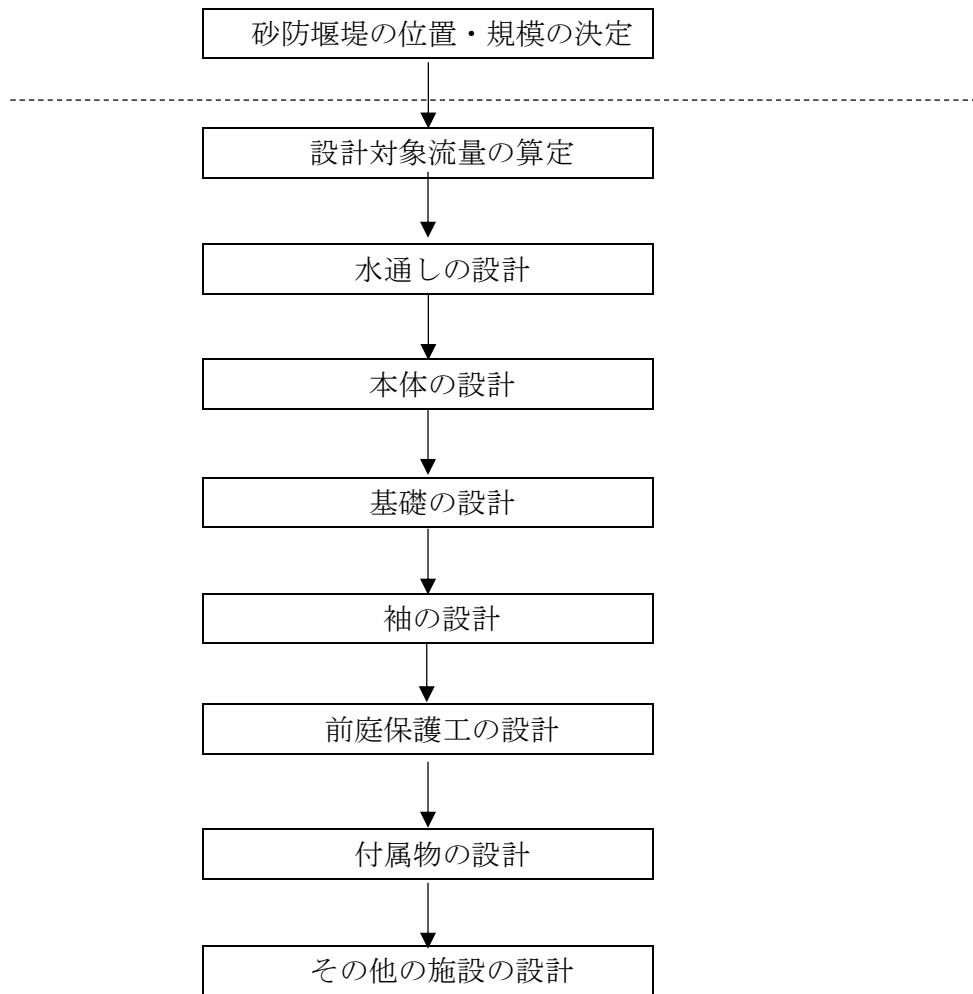 砂防堰堤の位置・規模の決定
設計対象流量の算定
水通しの設計
本体の設計
基礎の設計
袖の設計
前庭保護工の設計
付属物の設計
その他の施設の設計